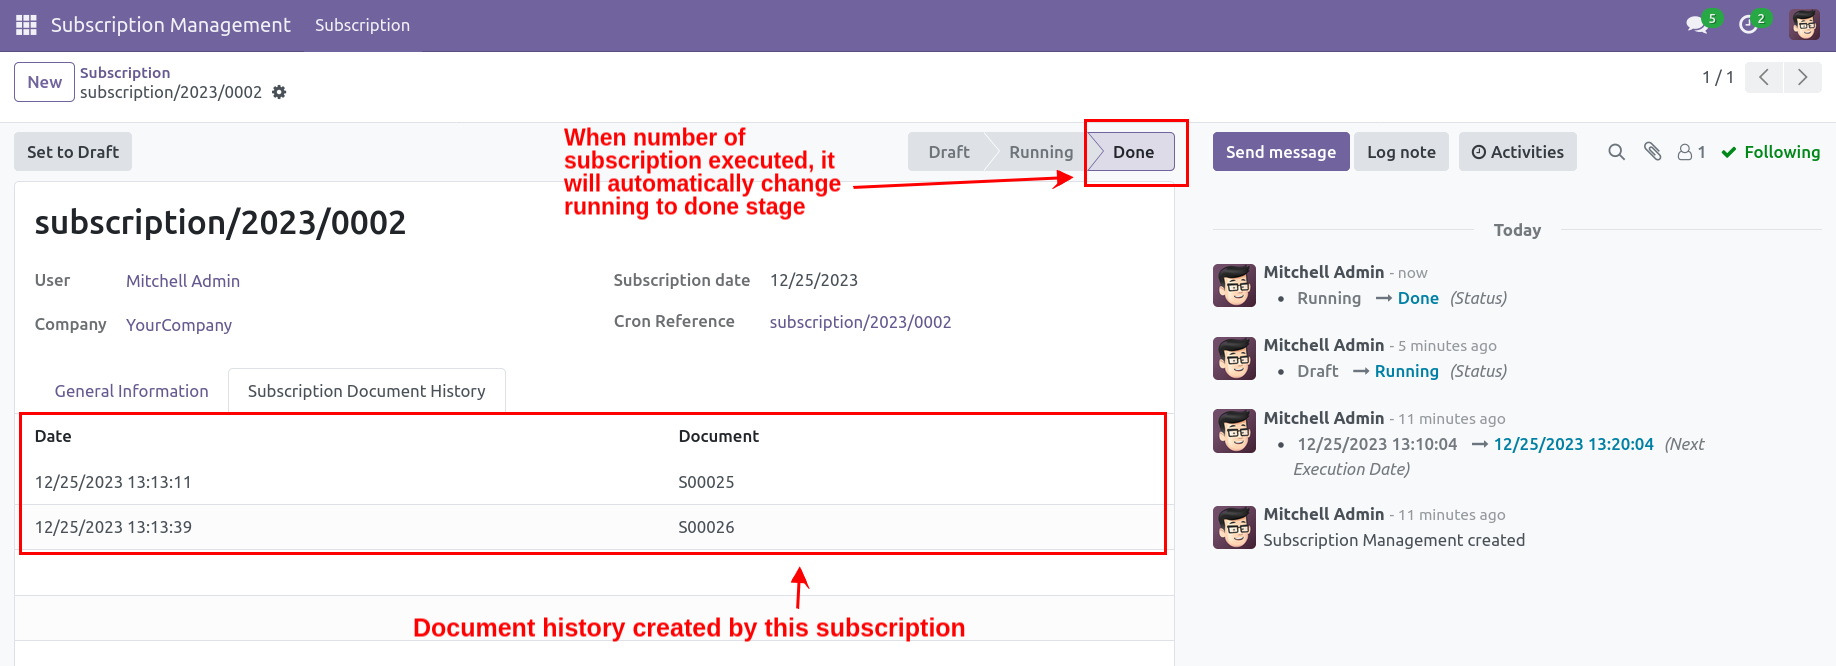 Subscription Management
Subscription
5
2
New
Subscription
subscription/2023/0002
1 / 1
Set to Draft
When number of
subscription executed, it
will automatically change
running to done stage
Draft
Running
Done
Send message
Log note
Activities
1
Following
subscription/2023/0002
User
Mitchell Admin
Subscription date
12/25/2023
Company
YourCompany
Cron Reference
subscription/2023/0002
General Information
Subscription Document History
Date
Document
12/25/2023 13:13:11
S00025
12/25/2023 13:13:39
S00026
Document history created by this subscription
Today
Mitchell Admin - now
• Running → Done (Status)
Mitchell Admin - 5 minutes ago
• Draft → Running (Status)
Mitchell Admin - 11 minutes ago
• 12/25/2023 13:10:04 → 12/25/2023 13:20:04 (Next
Execution Date)
Mitchell Admin - 11 minutes ago
Subscription Management created